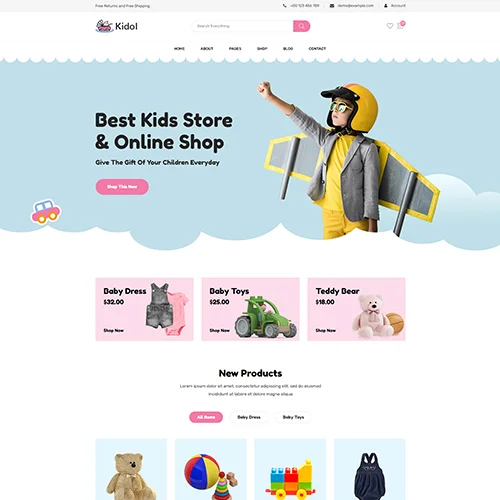 Free Returns and Free Shipping
+00 123 456 789
demo@example.com
Account
Kidol
Search Everything
HOME
ABOUT
PAGES
SHOP
BLOG
CONTACT
Best Kids Store
& Online Shop
Give The Gift Of Your Children Everyday
Shop This Now
Baby Dress
$32.00
Shop Now
Baby Toys
$25.00
Shop Now
Teddy Bear
$18.00
Shop Now
New Products
Lorem ipsum dolor sit amet, consectetur adipisicing elit, sed do eiusmod
incididunt ut labore et dolore magna aliqua
All Items
Baby Dress
Baby Toys